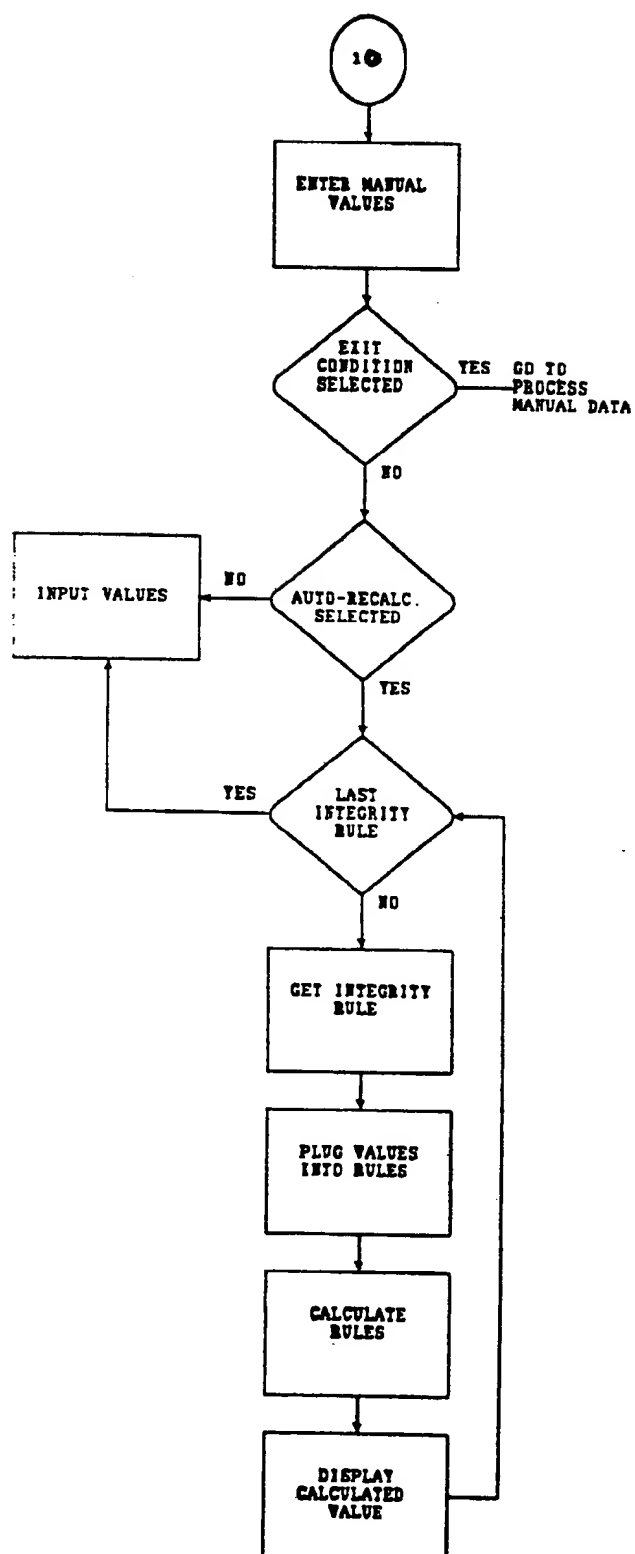 10
ENTER MANUAL
VALUES
EXIT
CONDITION
SELECTED
YES
GO TO
PROCESS
MANUAL DATA
NO
AUTO-RECALC.
SELECTED
NO
INPUT VALUES
YES
LAST
INTEGRITY
RULE
YES
NO
GET INTEGRITY
RULE
PLUG VALUES
INTO RULES
CALCULATE
RULES
DISPLAY
CALCULATED
VALUE